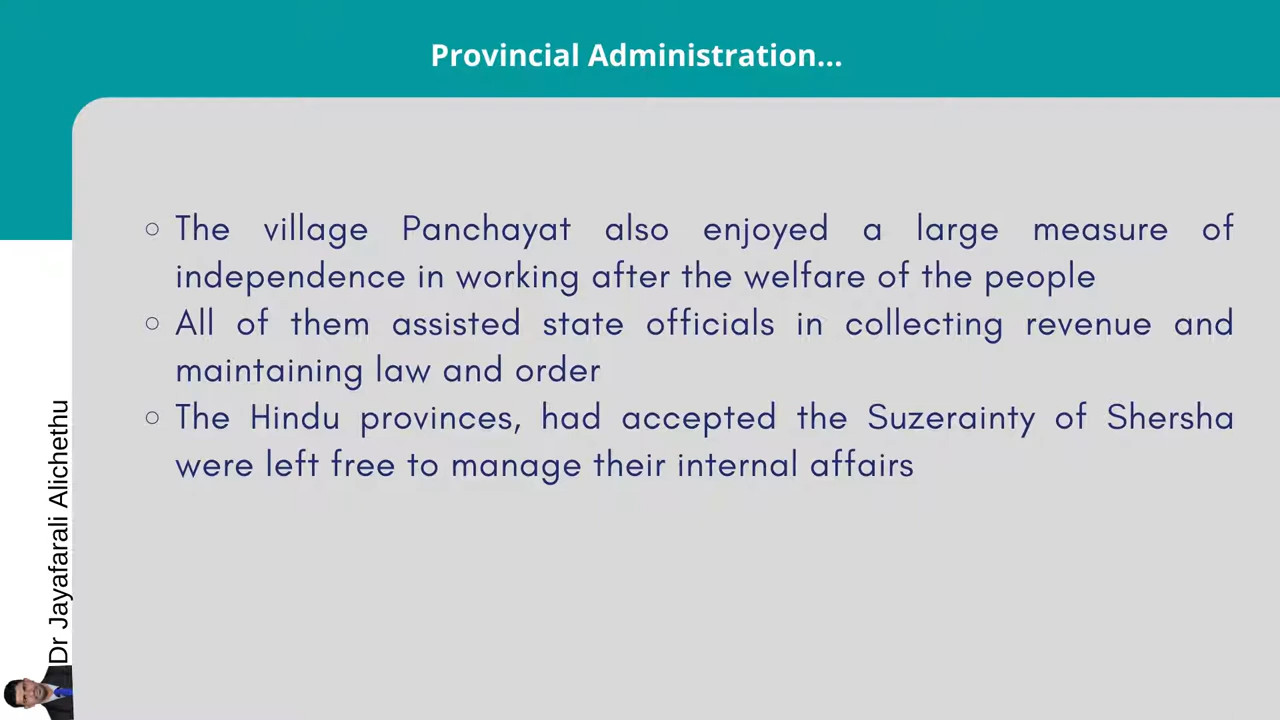 Provincial Administration...
The village Panchayat also enjoyed a large measure of
independence in working after the welfare of the people
All of them assisted state officials in collecting revenue and
maintaining law and order
The Hindu provinces, had accepted the Suzerainty of Shersha
were left free to manage their internal affairs
Dr Jayafarali Alichethu